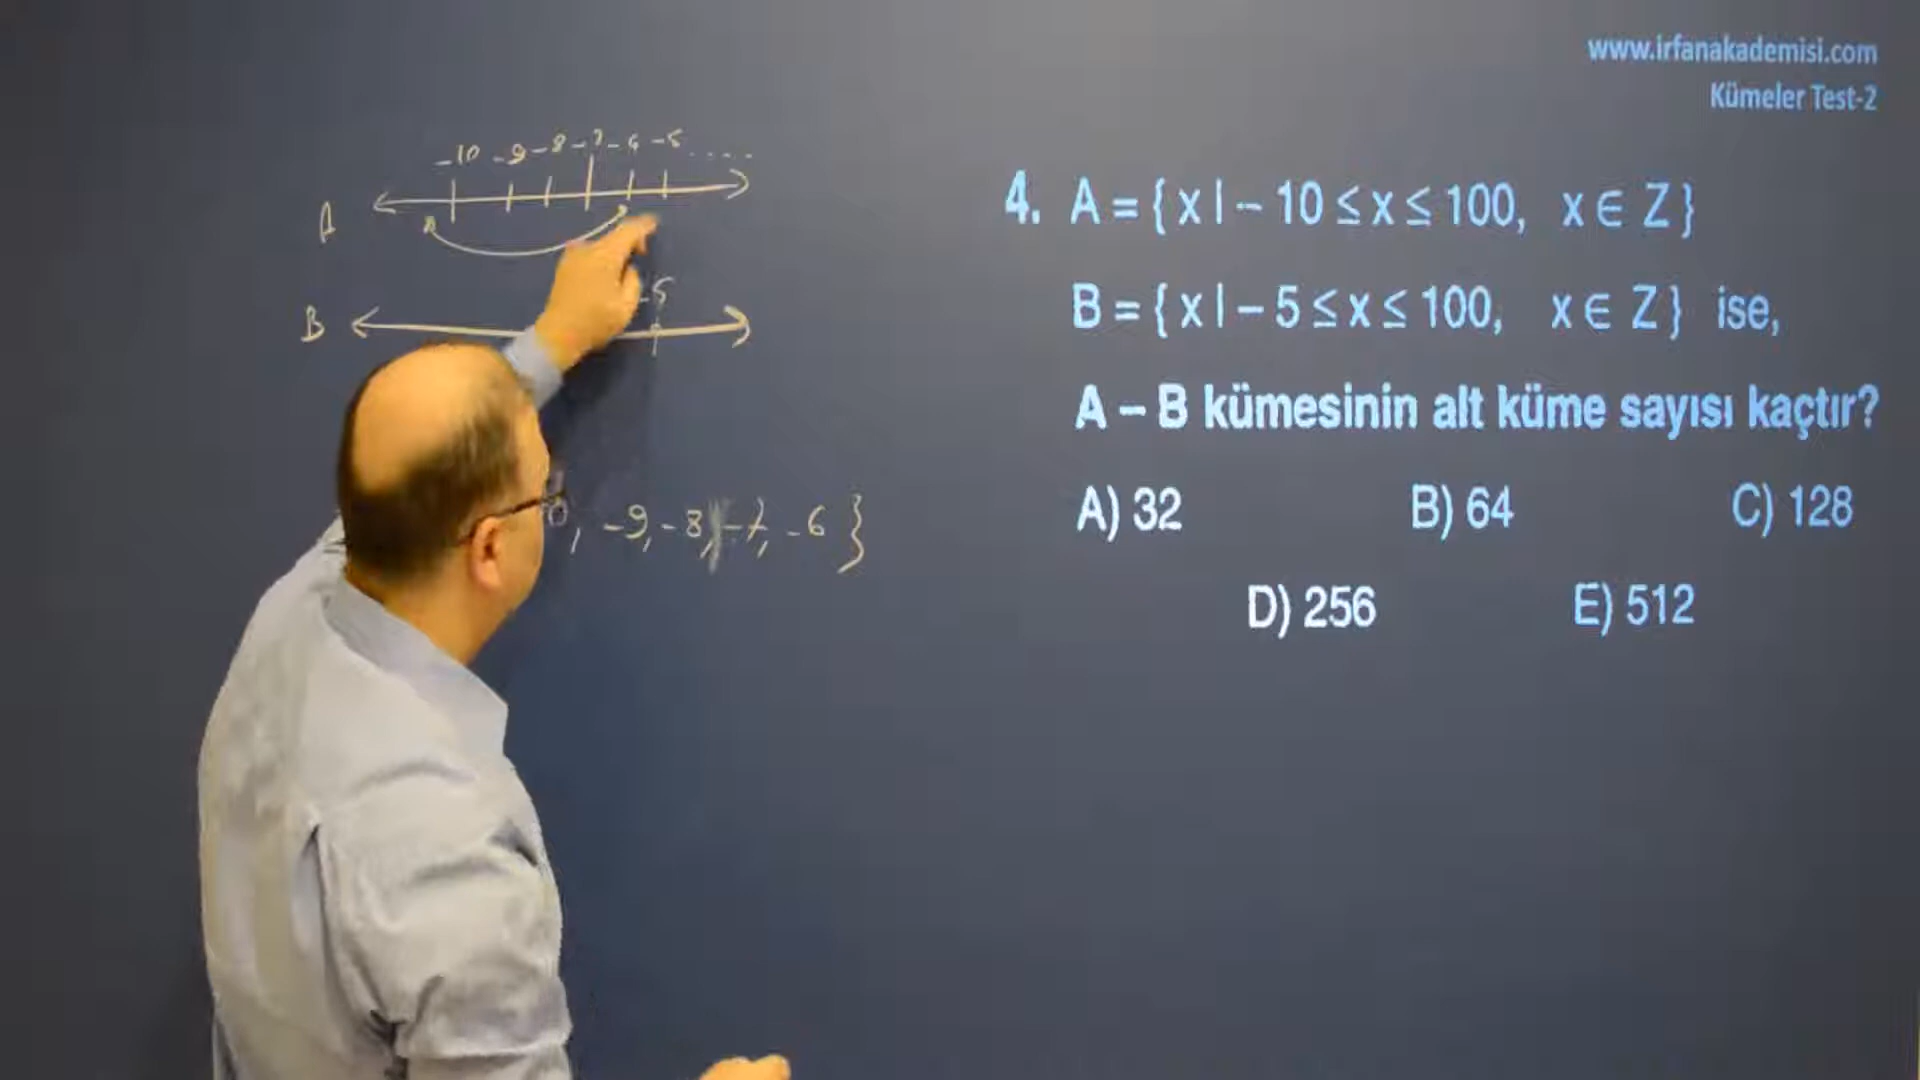 www.irfanakademisi.com
Kümeler Test-2
-10 -9 -8 -7 -6 -5 ....
A
-5
B
, -9, -8, -7, -6 }
4. A = { x | – 10 ≤ x ≤ 100, x ∈ Z }
B = { x | – 5 ≤ x ≤ 100, x ∈ Z } ise,
A – B kümesinin alt küme sayısı kaçtır?
A) 32 B) 64 C) 128
D) 256 E) 512